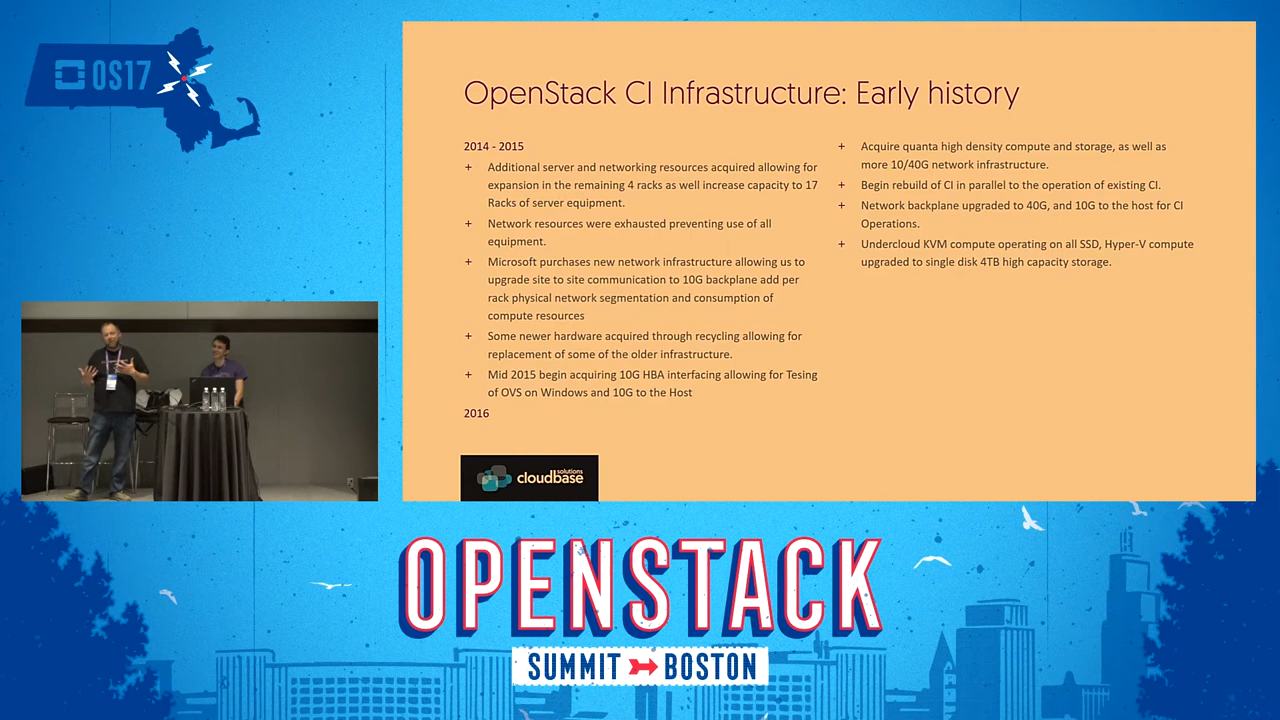 OS17
OpenStack CI Infrastructure: Early history
2014 - 2015
+ Additional server and networking resources acquired allowing for
expansion in the remaining 4 racks as well increase capacity to 17
Racks of server equipment.
+ Network resources were exhausted preventing use of all
equipment.
+ Microsoft purchases new network infrastructure allowing us to
upgrade site to site communication to 10G backplane add per
rack physical network segmentation and consumption of
compute resources
+ Some newer hardware acquired through recycling allowing for
replacement of some of the older infrastructure.
+ Mid 2015 begin acquiring 10G HBA interfacing allowing for Tesing
of OVS on Windows and 10G to the Host
2016
+ Acquire quanta high density compute and storage, as well as
more 10/40G network infrastructure.
+ Begin rebuild of CI in parallel to the operation of existing CI.
+ Network backplane upgraded to 40G, and 10G to the host for CI
Operations.
+ Undercloud KVM compute operating on all SSD, Hyper-V compute
upgraded to single disk 4TB high capacity storage.
cloudbase
solutions
OPENSTACK
SUMMIT BOSTON